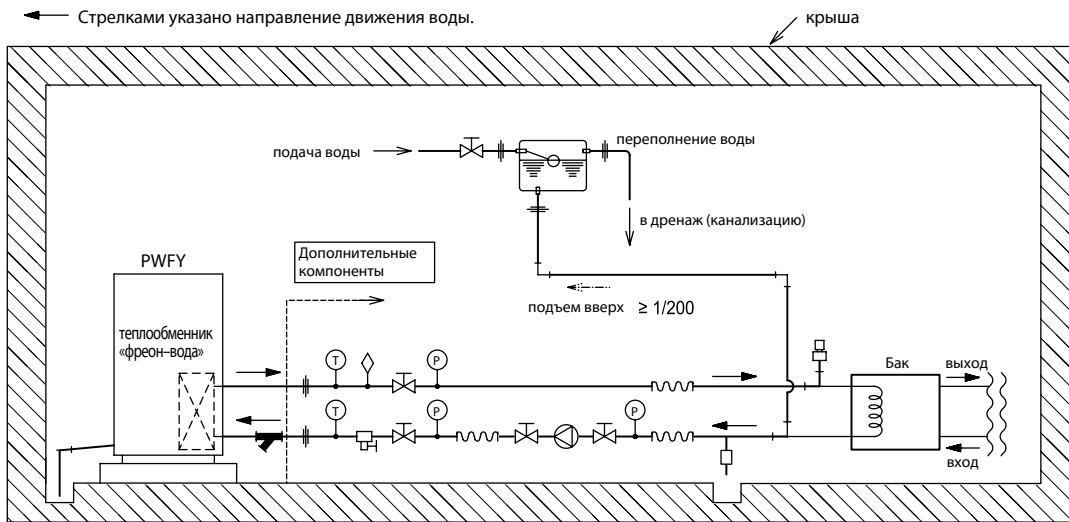 Стрелками указано направление движения воды.
крыша
подача воды
переполнение воды
в дренаж (канализацию)
PWFY
Дополнительные
компоненты
подъем вверх ≥ 1/200
теплообменник
«фреон-вода»
T
P
Бак
выход
T
P
P
вход